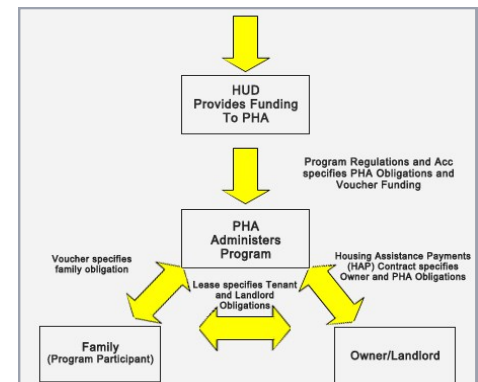 HUD
Provides Funding
To PHA
Program Regulations and Acc
specifies PHA Obligations and
Voucher Funding
PHA
Administers
Program
Voucher specifies
family obligation
Housing Assistance Payments
(HAP) Contract specifies
Owner and PHA Obligations
Lease specifies Tenant
and Landlord
Obligations
Family
(Program Participant)
Owner/Landlord